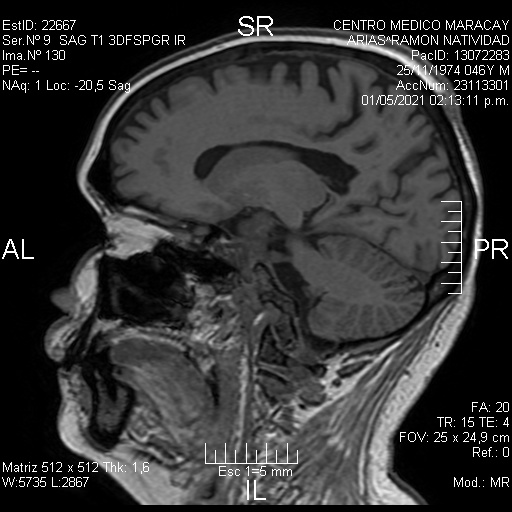 EstID: 22667
Ser.Nº 9 SAG T1 3DFSPGR IR
Ima.Nº 130
PE= --
NAq: 1 Loc: -20,5 Sag
SR
CENTRO MEDICO MARACAY
ARIAS^RAMON NATIVIDAD
PacID: 13072283
25/11/1974 046Y M
AccNum: 23113301
01/05/2021 02:13:11 p.m.
AL
PR
FA: 20
TR: 15 TE: 4
FOV: 25 x 24,9 cm
Ref.: 0
Mod.: MR
Matriz 512 x 512 Thk: 1,6
W:5735 L:2867
Esc 1=5 mm
IL